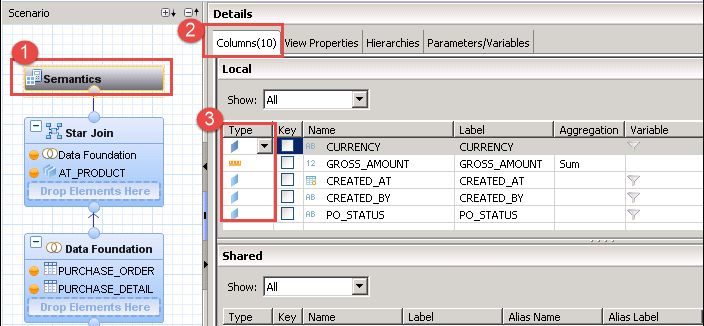 Scenario
1
Semantics
Star Join
Data Foundation
AT_PRODUCT
Drop Elements Here
Data Foundation
PURCHASE_ORDER
PURCHASE_DETAIL
Drop Elements Here
Details
2
Columns(10) View Properties Hierarchies Parameters/Variables
Local
Show: All
3
Type Key Name Label Aggregation Variable
AB CURRENCY CURRENCY
12 GROSS_AMOUNT GROSS_AMOUNT Sum
CREATED_AT CREATED_AT
AB CREATED_BY CREATED_BY
AB PO_STATUS PO_STATUS
Shared
Show: All
Type Key Name Label Alias Name Alias Label